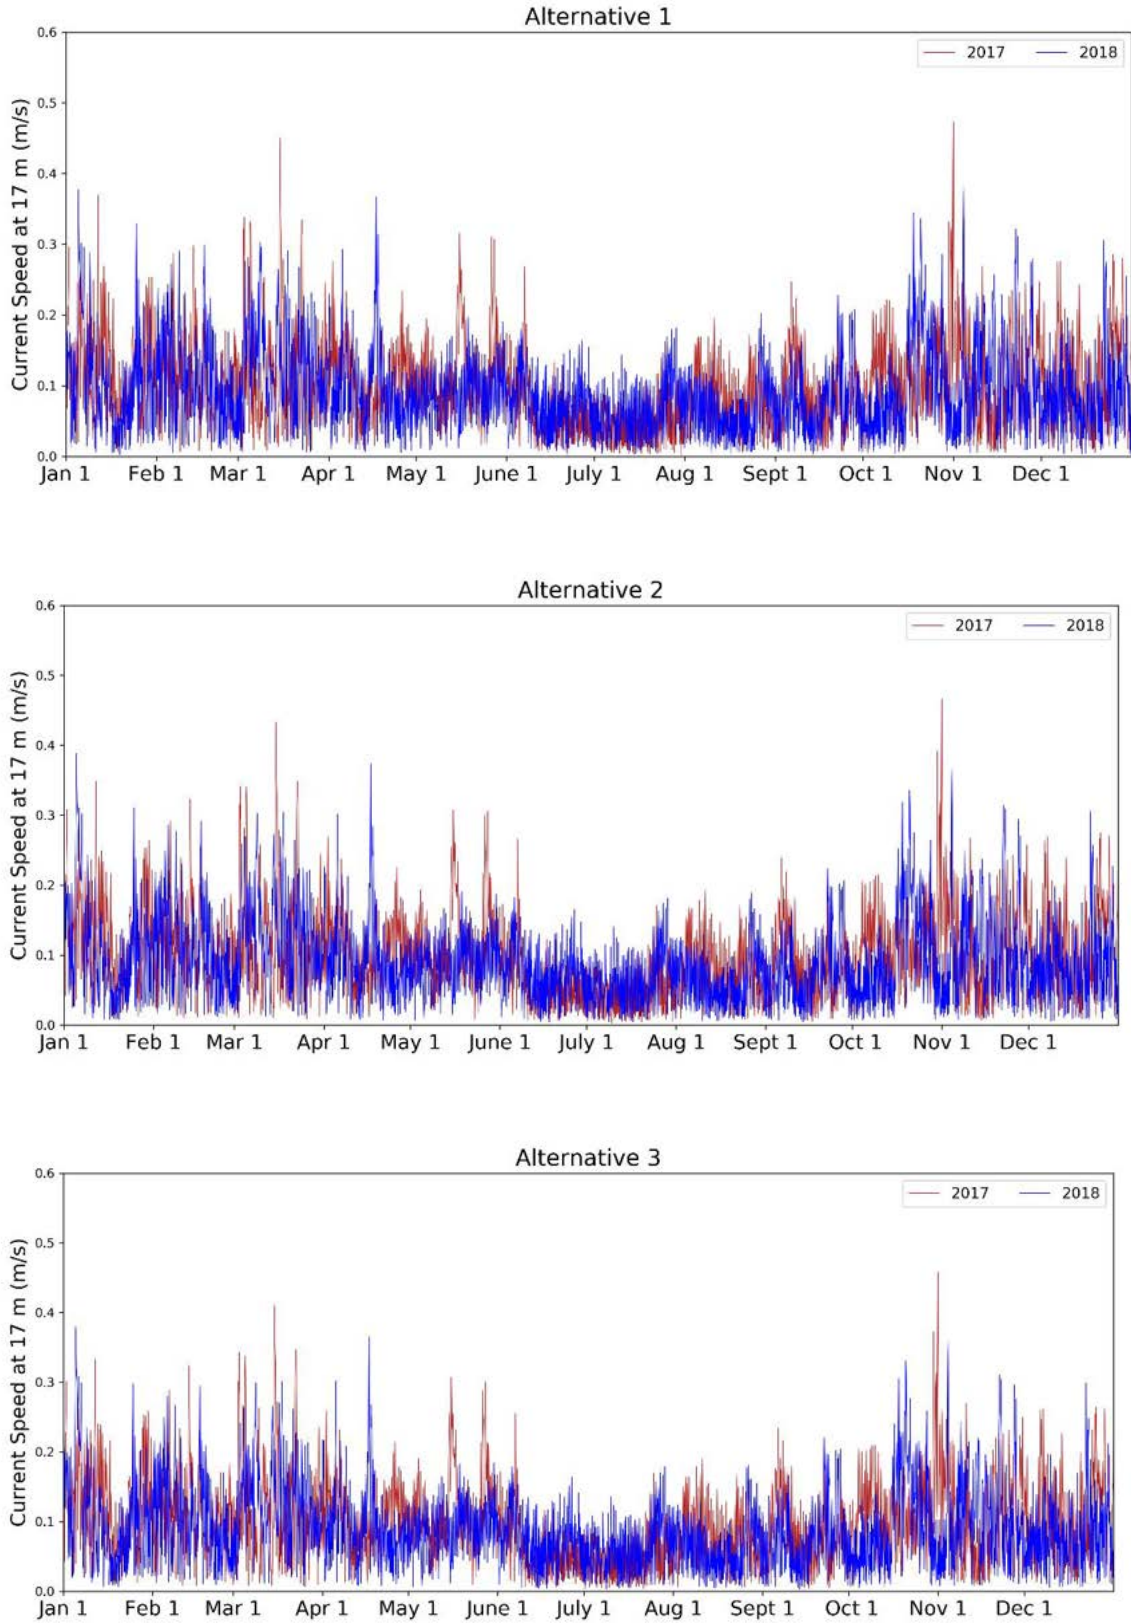 Alternative 1
0.6
2017 2018
0.5
0.4
0.3
0.2
0.1
0.0
Current Speed at 17 m (m/s)
Jan 1 Feb 1 Mar 1 Apr 1 May 1 June 1 July 1 Aug 1 Sept 1 Oct 1 Nov 1 Dec 1
Alternative 2
0.6
2017 2018
0.5
0.4
0.3
0.2
0.1
0.0
Current Speed at 17 m (m/s)
Jan 1 Feb 1 Mar 1 Apr 1 May 1 June 1 July 1 Aug 1 Sept 1 Oct 1 Nov 1 Dec 1
Alternative 3
0.6
2017 2018
0.5
0.4
0.3
0.2
0.1
0.0
Current Speed at 17 m (m/s)
Jan 1 Feb 1 Mar 1 Apr 1 May 1 June 1 July 1 Aug 1 Sept 1 Oct 1 Nov 1 Dec 1